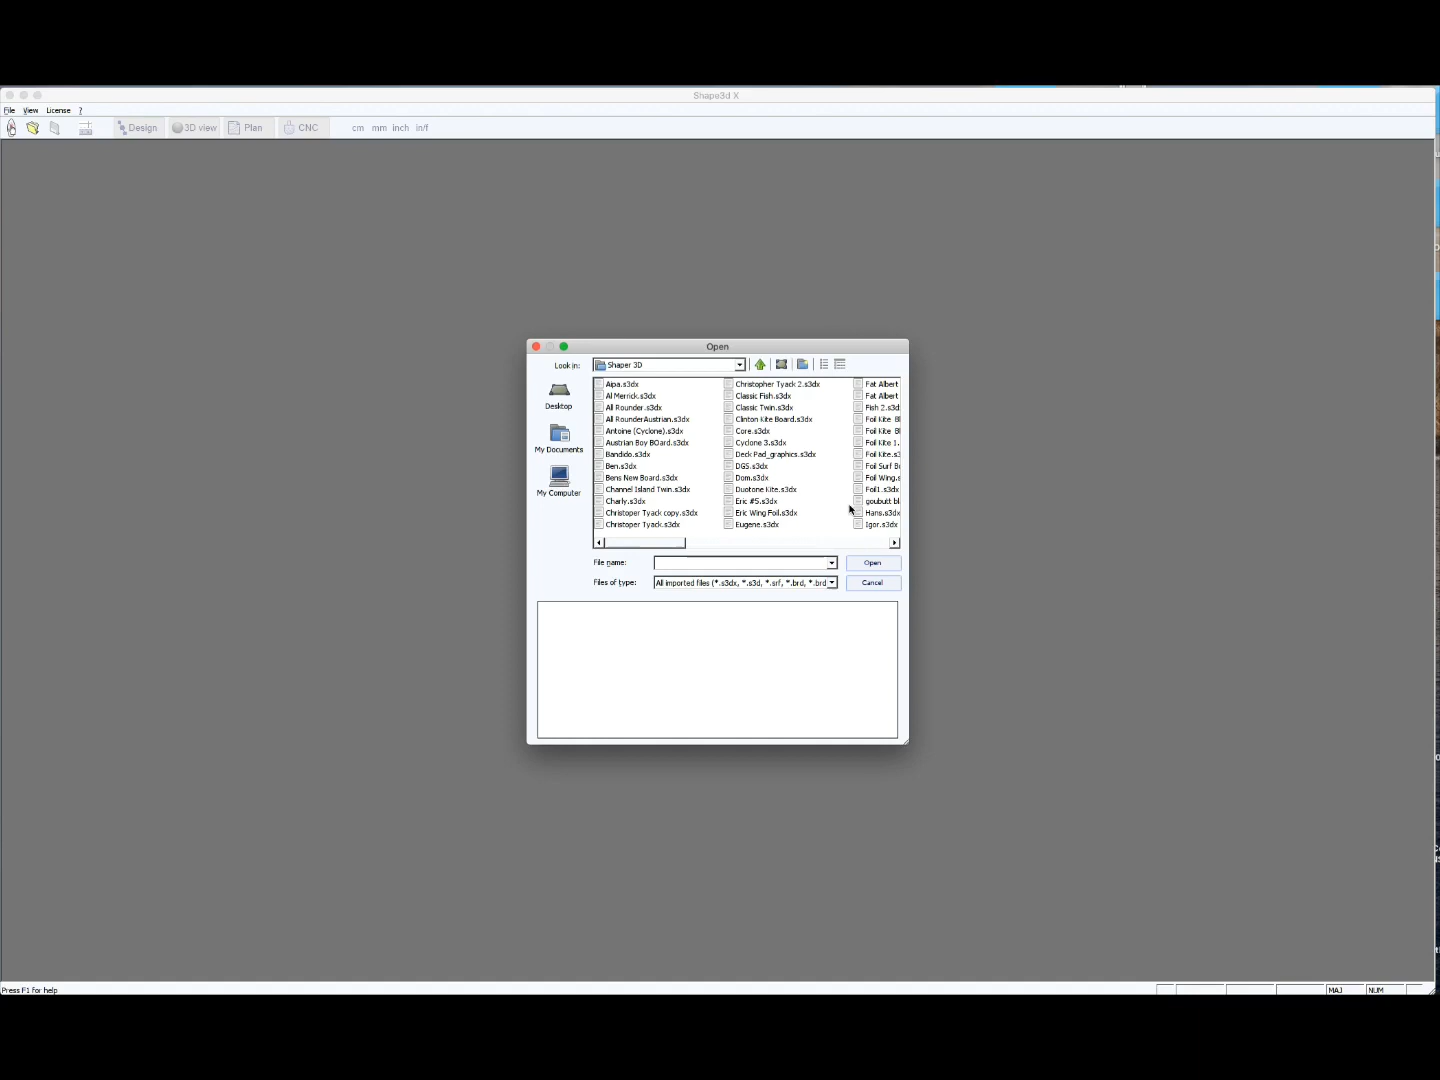 Shape3d X
File View License ?
Design 3D view Plan CNC cm mm inch in/f
Open
Look in: Shaper 3D
Desktop
My Documents
My Computer
Aipa.s3dx
Al Merrick.s3dx
All Rounder.s3dx
All RounderAustrian.s3dx
Antoine (Cyclone).s3dx
Austrian Boy BOard.s3dx
Bandido.s3dx
Ben.s3dx
Bens New Board.s3dx
Channel Island Twin.s3dx
Charly.s3dx
Christoper Tyack copy.s3dx
Christoper Tyack.s3dx
Christopher Tyack 2.s3dx
Classic Fish.s3dx
Classic Twin.s3dx
Clinton Kite Board.s3dx
Core.s3dx
Cyclone 3.s3dx
Deck Pad_graphics.s3dx
DGS.s3dx
Dom.s3dx
Duotone Kite.s3dx
Eric #5.s3dx
Eric Wing Foil.s3dx
Eugene.s3dx
Fat Albert
Fat Albert
Fish 2.s3d
Foil Kite Bl
Foil Kite Bl
Foil Kite 1.
Foil Kite.s3
Foil Surf B
Foil Wing.s
Foil1.s3dx
goubutt bl
Hans.s3dx
Igor.s3dx
File name:
Open
Files of type: All imported files (*.s3dx, *.s3d, *.srf, *.brd, *.brd
Cancel
Press F1 for help
MAJ NUM